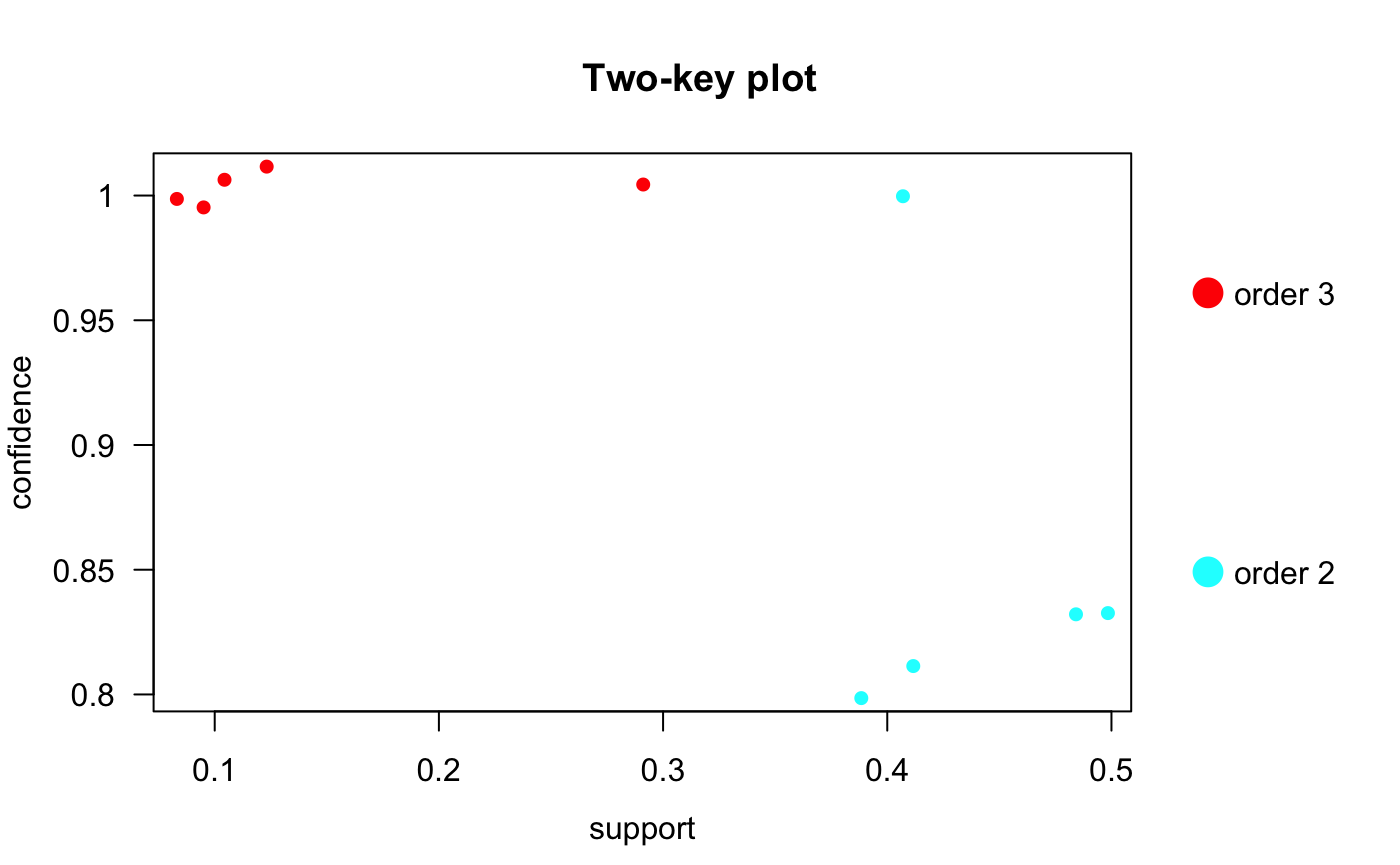 Two-key plot
confidence
1
0.95
0.9
0.85
0.8
0.1 0.2 0.3 0.4 0.5
support
order 3
order 2